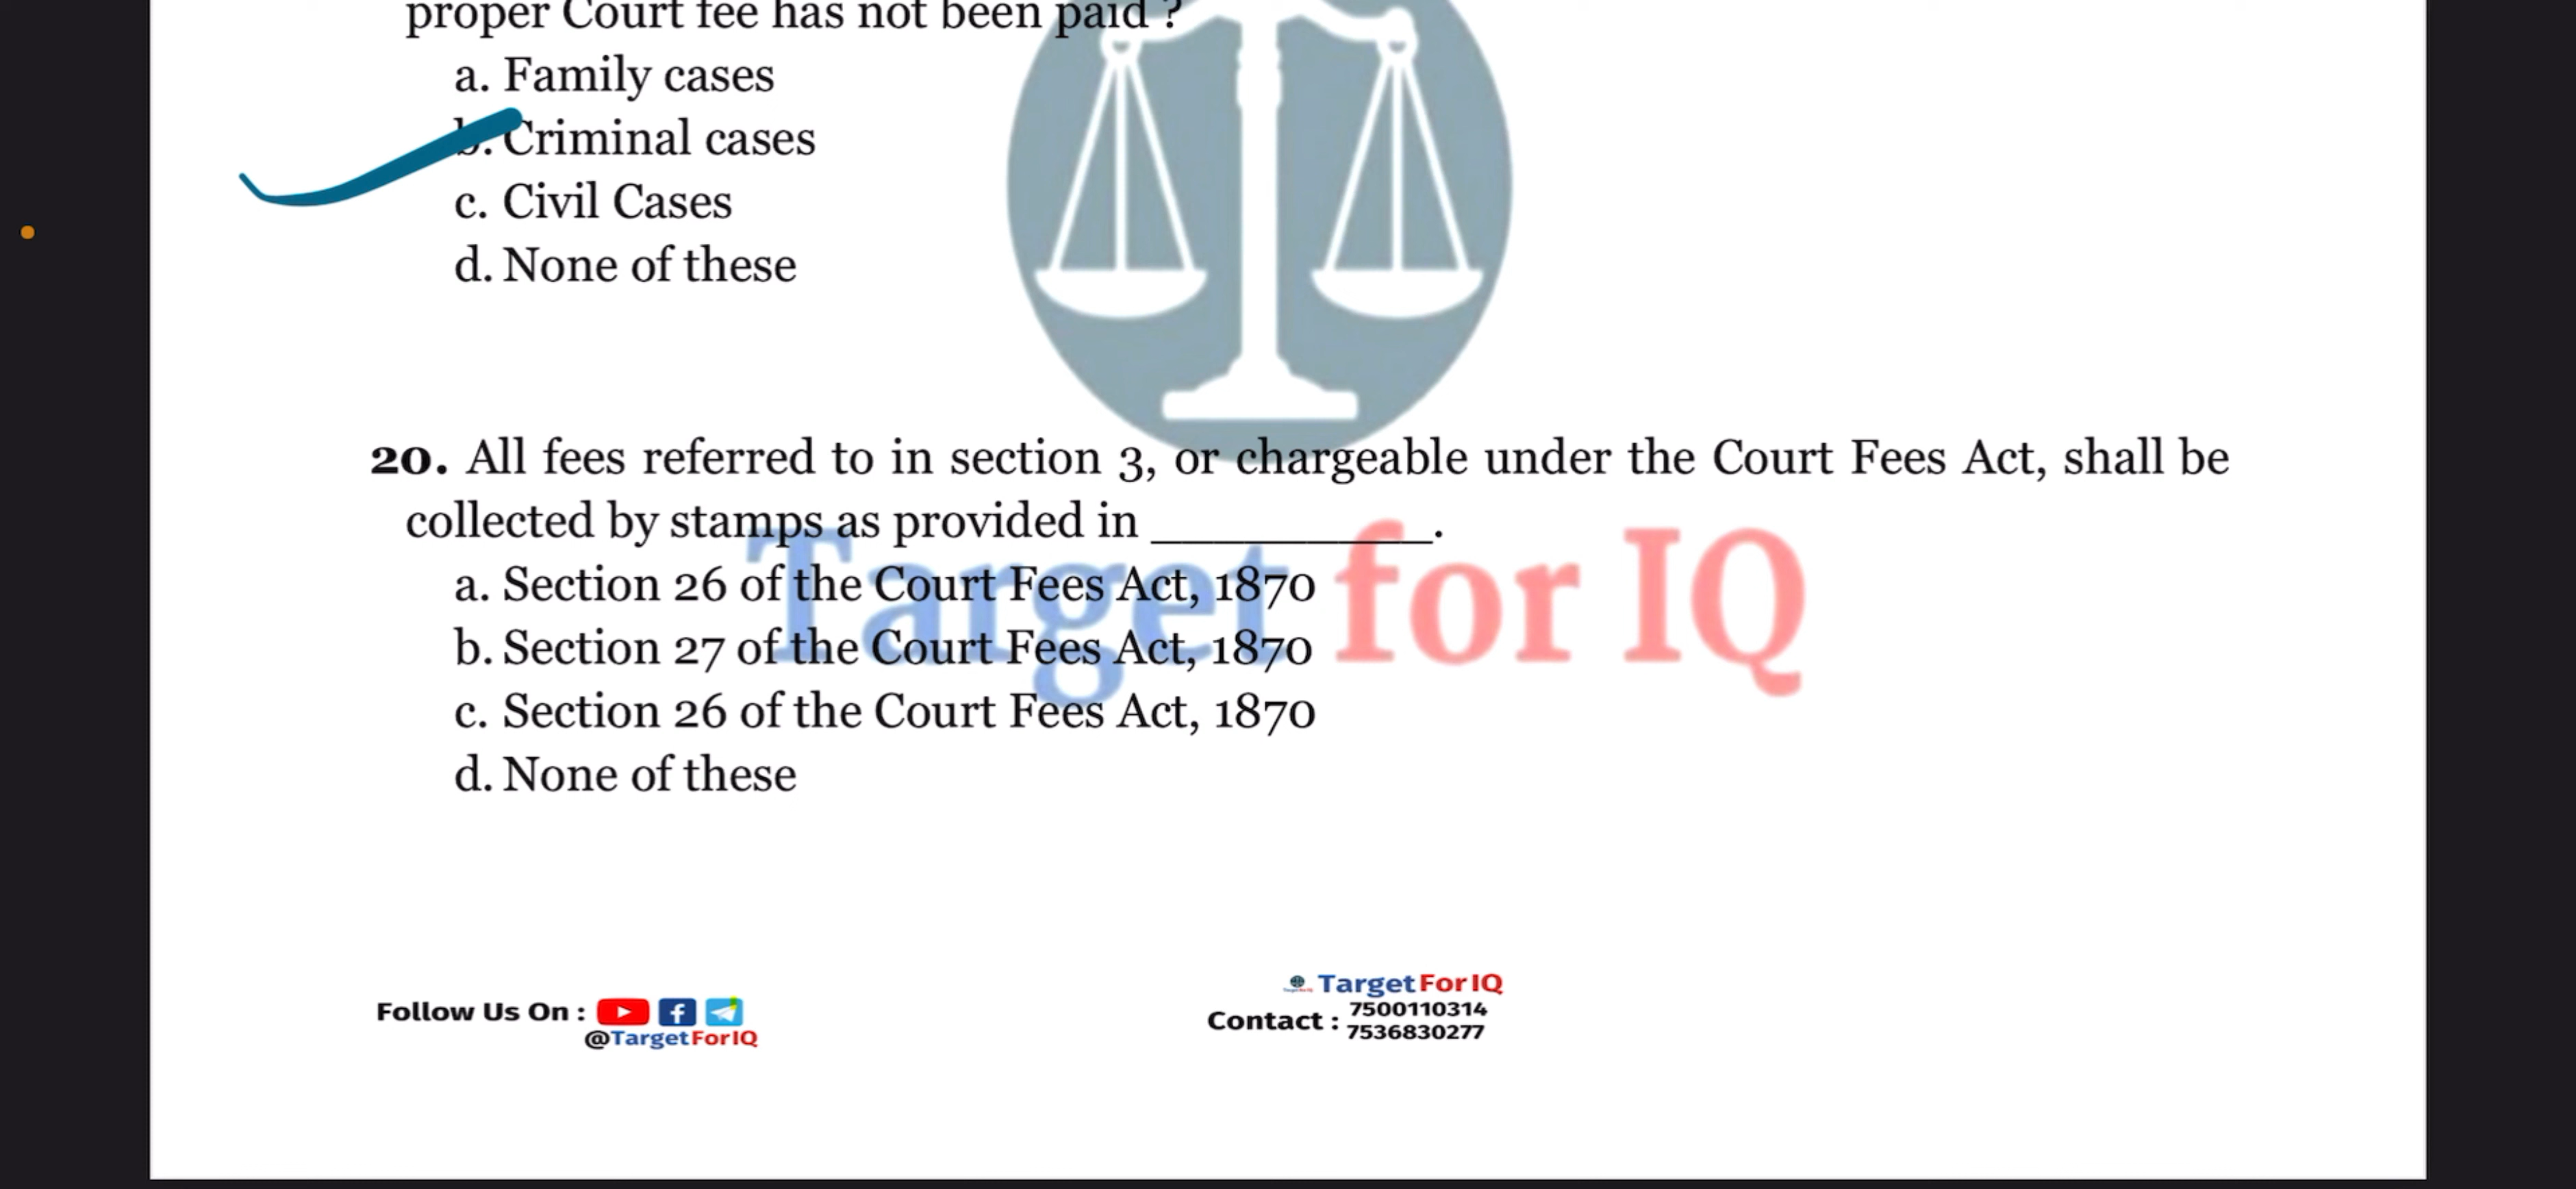 proper Court fee has not been paid ?
a. Family cases
b. Criminal cases
c. Civil Cases
d. None of these
20. All fees referred to in section 3, or chargeable under the Court Fees Act, shall be
collected by stamps as provided in ___________.
Target for IQ
a. Section 26 of the Court Fees Act, 1870
b. Section 27 of the Court Fees Act, 1870
c. Section 26 of the Court Fees Act, 1870
d. None of these
Follow Us On :
@TargetForIQ
TargetForIQ
Contact : 7500110314
7536830277